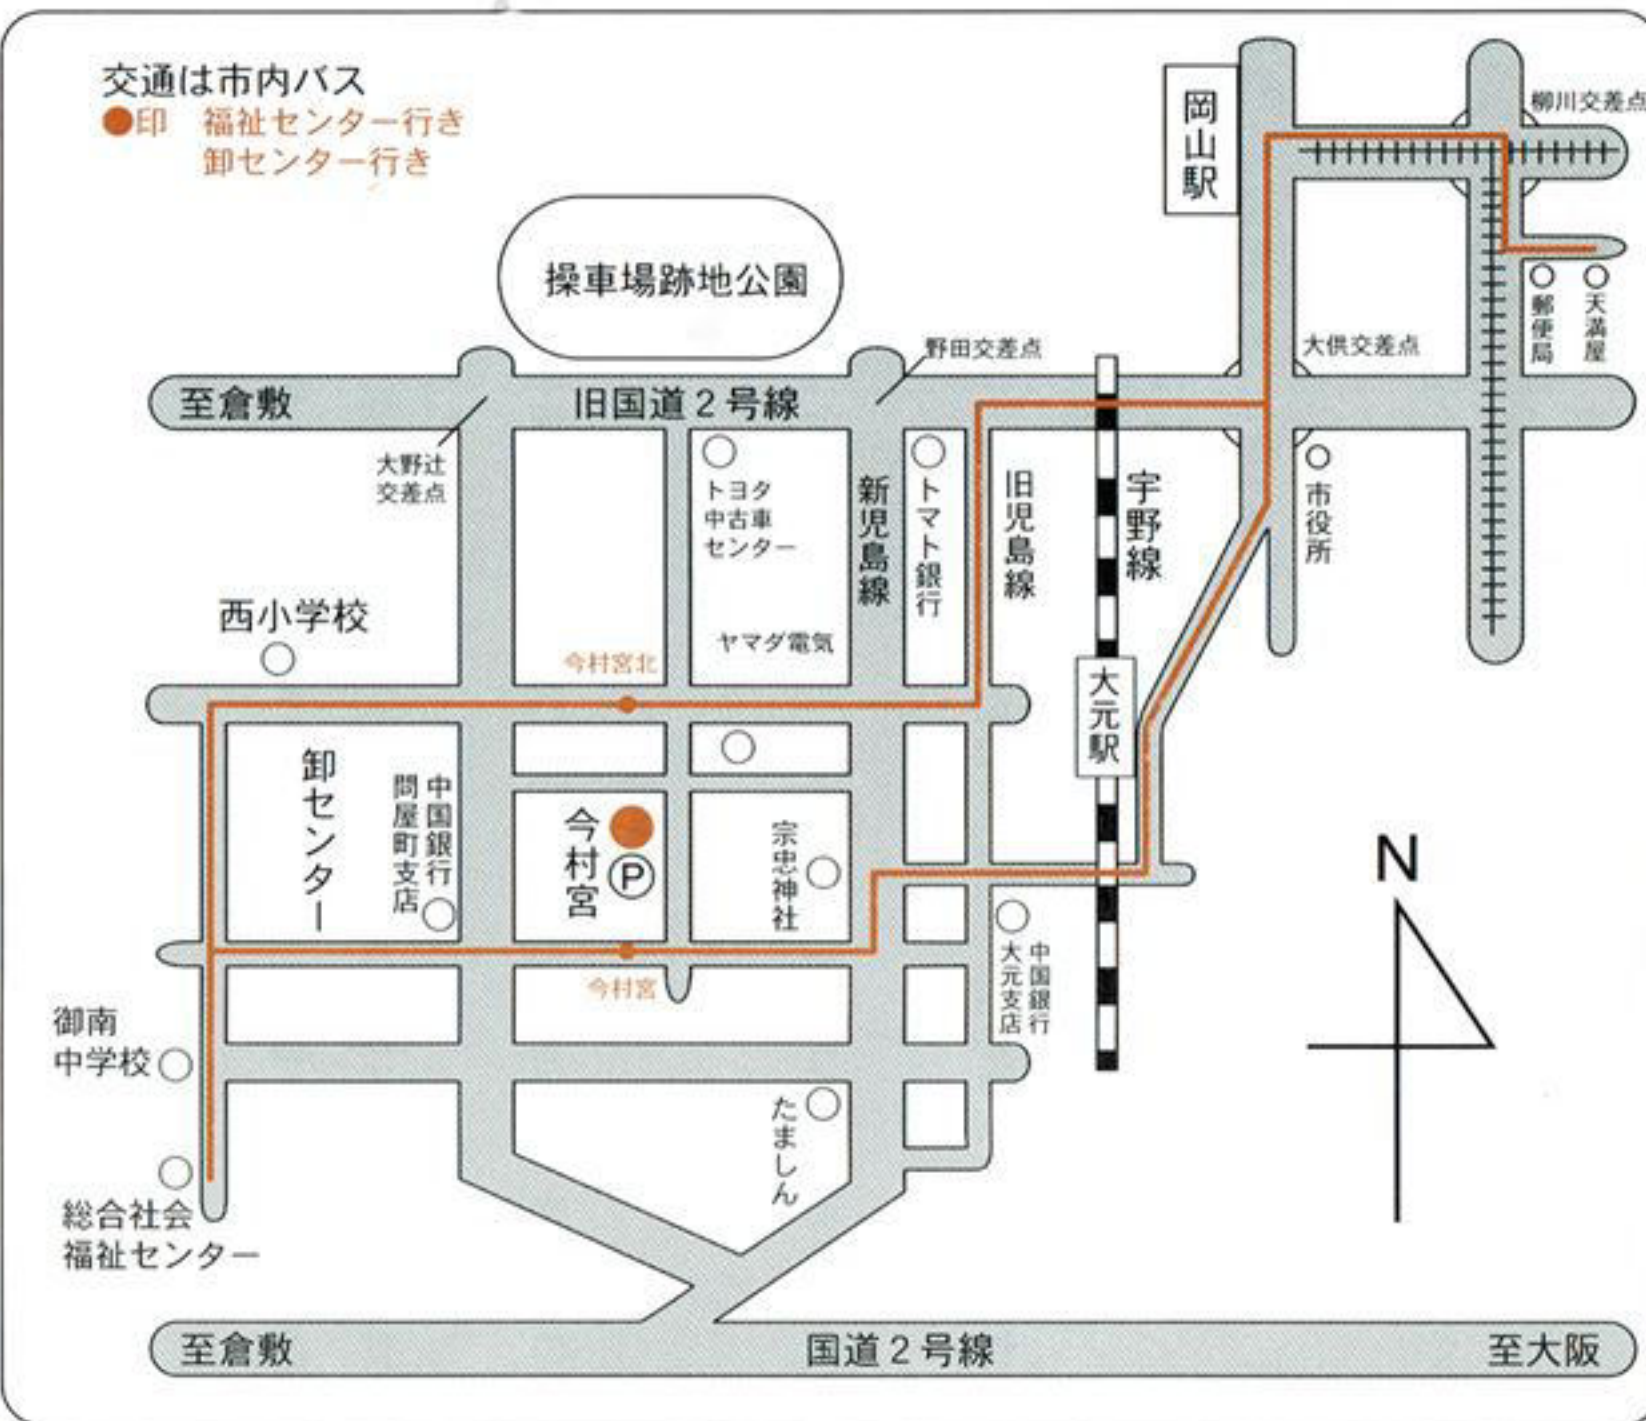 交通は市内バス
●印 福祉センター行き
卸センター行き
岡山駅
柳川交差点
操車場跡地公園
郵便局
天満屋
野田交差点
大供交差点
至倉敷
旧国道2号線
大野辻
交差点
トヨタ
中古車
センター
新児島線
トマト銀行
旧児島線
宇野線
市役所
西小学校
今村宮北
ヤマダ電気
大元駅
卸センター
中国銀行
問屋町支店
今村宮
P
宗忠神社
N
今村宮
中国銀行
大元支店
御南
中学校
たましん
総合社会
福祉センター
至倉敷
国道2号線
至大阪